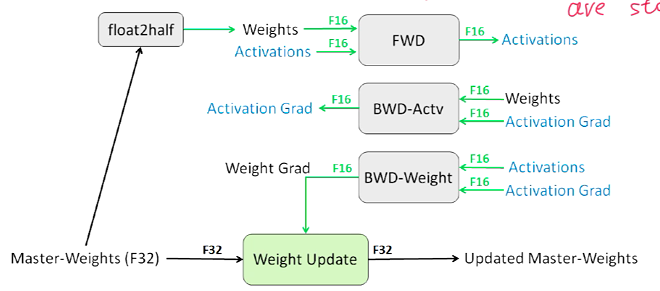 are
float2half
Weights
F16
Activations
F16
FWD
F16
Activations
Activation Grad
F16
BWD-Actv
F16
Weights
F16
Activation Grad
Weight Grad
F16
BWD-Weight
F16
Activations
F16
Activation Grad
Master-Weights (F32)
F32
Weight Update
F32
Updated Master-Weights